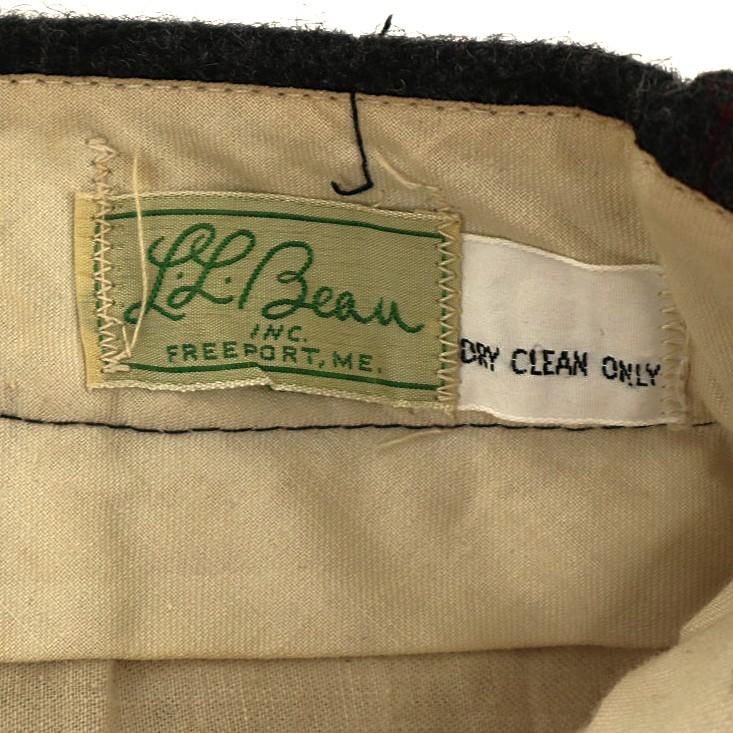 L.L. Bean
INC.
FREEPORT, ME.
DRY CLEAN ONLY